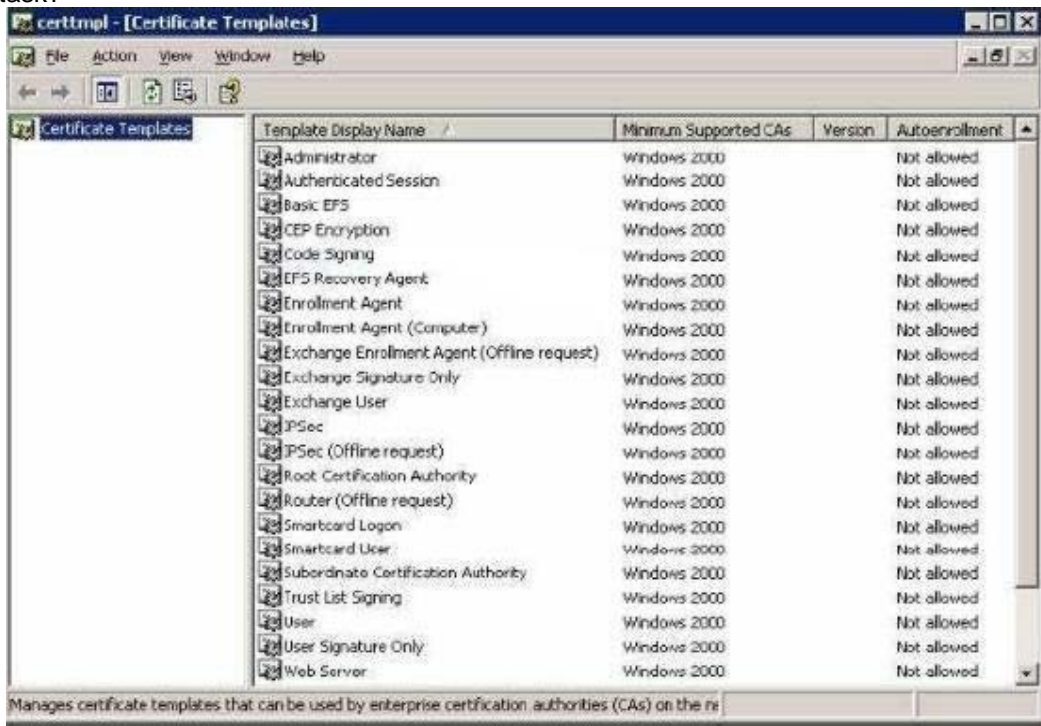 task?
certtmpl - [Certificate Templates]
File Action View Window Help
Certificate Templates
Template Display Name Minimum Supported CAs Version Autoenrollment
Administrator Windows 2000 Not allowed
Authenticated Session Windows 2000 Not allowed
Basic EFS Windows 2000 Not allowed
CEP Encryption Windows 2000 Not allowed
Code Signing Windows 2000 Not allowed
EFS Recovery Agent Windows 2000 Not allowed
Enrollment Agent Windows 2000 Not allowed
Enrollment Agent (Computer) Windows 2000 Not allowed
Exchange Enrollment Agent (Offline request) Windows 2000 Not allowed
Exchange Signature Only Windows 2000 Not allowed
Exchange User Windows 2000 Not allowed
IPSec Windows 2000 Not allowed
IPSec (Offline request) Windows 2000 Not allowed
Root Certification Authority Windows 2000 Not allowed
Router (Offline request) Windows 2000 Not allowed
Smartcard Logon Windows 2000 Not allowed
Smartcard User Windows 2000 Not allowed
Subordinate Certification Authority Windows 2000 Not allowed
Trust List Signing Windows 2000 Not allowed
User Windows 2000 Not allowed
User Signature Only Windows 2000 Not allowed
Web Server Windows 2000 Not allowed
Manages certificate templates that can be used by enterprise certification authorities (CAs) on the ne